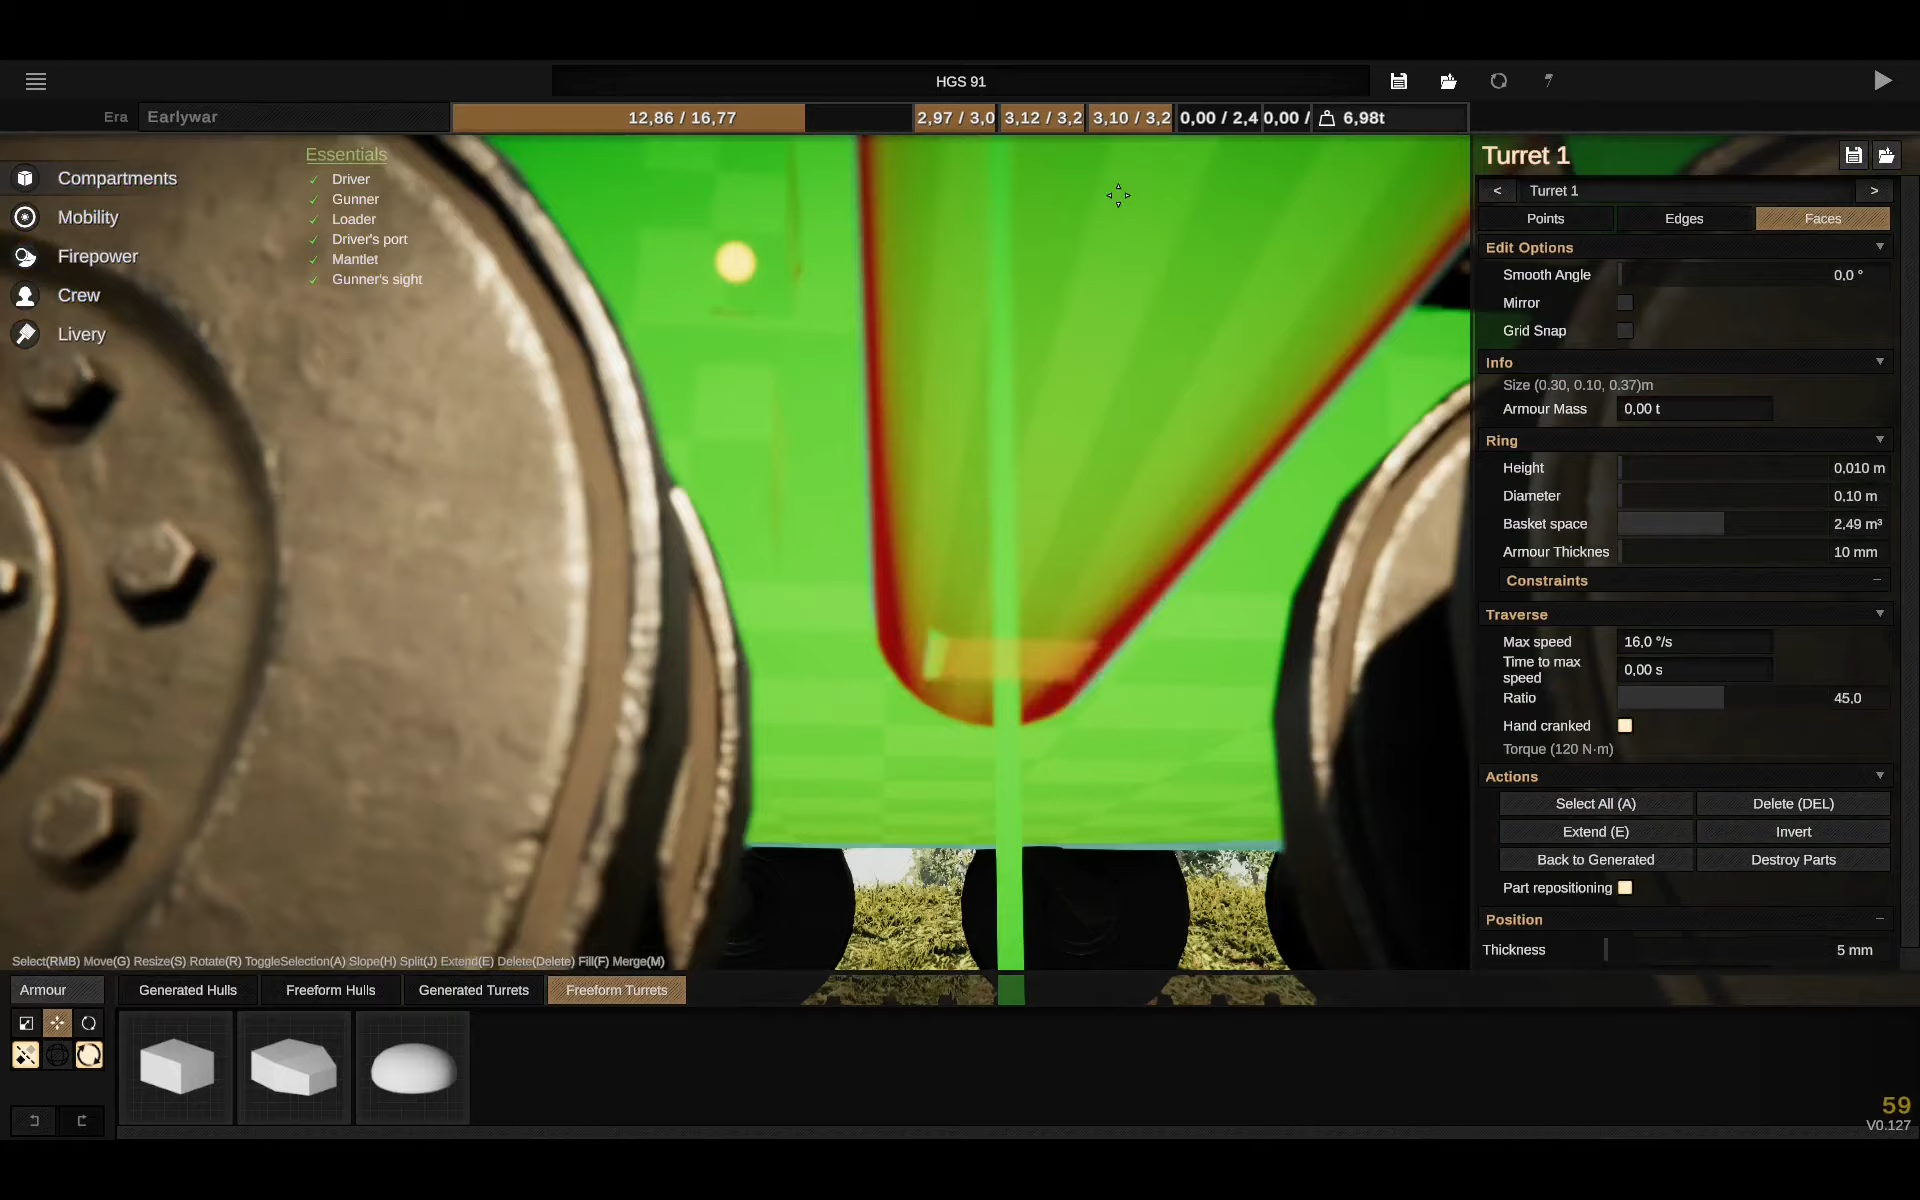 HGS 91
Era
Earlywar
12,86 / 16,77
2,97 / 3,0
3,12 / 3,2
3,10 / 3,2
0,00 / 2,4
0,00 /
6,98t
Compartments
Mobility
Firepower
Crew
Livery
Essentials
Driver
Gunner
Loader
Driver's port
Mantlet
Gunner's sight
Turret 1
< Turret 1 >
Points Edges Faces
Edit Options
Smooth Angle 0,0 °
Mirror
Grid Snap
Info
Size (0.30, 0.10, 0.37)m
Armour Mass 0,00 t
Ring
Height 0,010 m
Diameter 0,10 m
Basket space 2,49 m³
Armour Thicknes 10 mm
Constraints
Traverse
Max speed 16,0 °/s
Time to max
speed 0,00 s
Ratio 45,0
Hand cranked
Torque (120 N·m)
Actions
Select All (A) Delete (DEL)
Extend (E) Invert
Back to Generated Destroy Parts
Part repositioning
Position
Thickness 5 mm
Select(RMB) Move(G) Resize(S) Rotate(R) ToggleSelection(A) Slope(H) Split(J) Extend(E) Delete(Delete) Fill(F) Merge(M)
Armour
Generated Hulls
Freeform Hulls
Generated Turrets
Freeform Turrets
59
V0.127